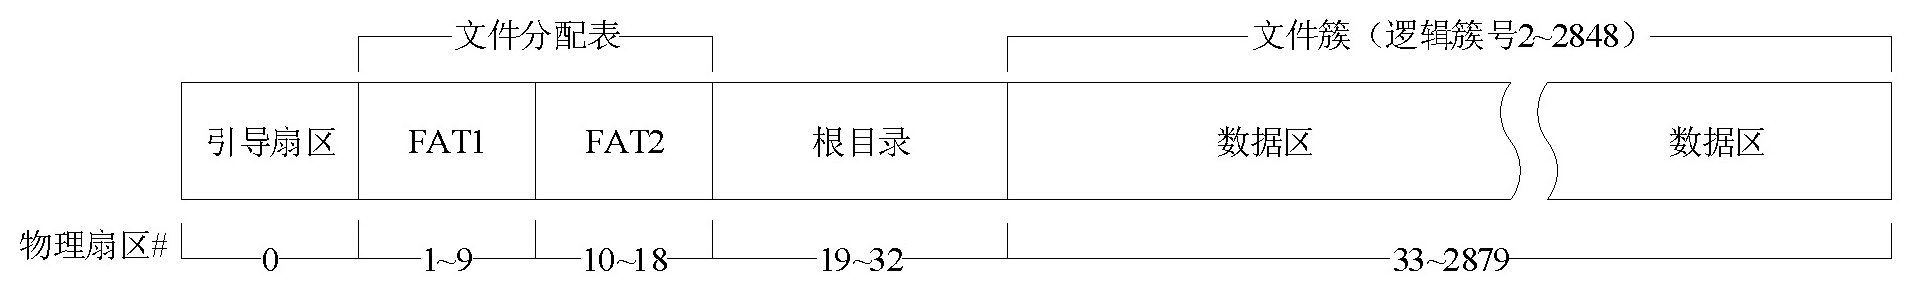 文件分配表 文件簇（逻辑簇号2~2848）
引导扇区 FAT1 FAT2 根目录 数据区 数据区
物理扇区# 0 1~9 10~18 19~32 33~2879